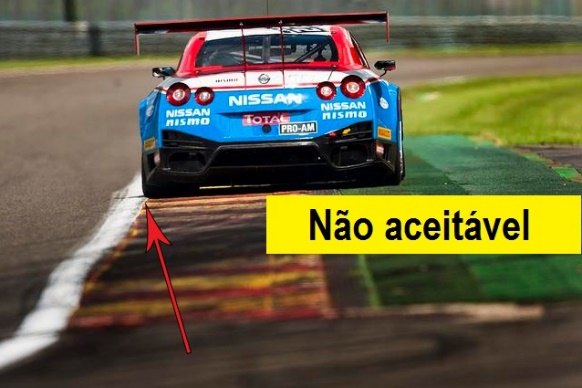 NISSAN
NISSAN
nismo
NISSAN
nismo
TOTAL
PRO-AM
Não aceitável